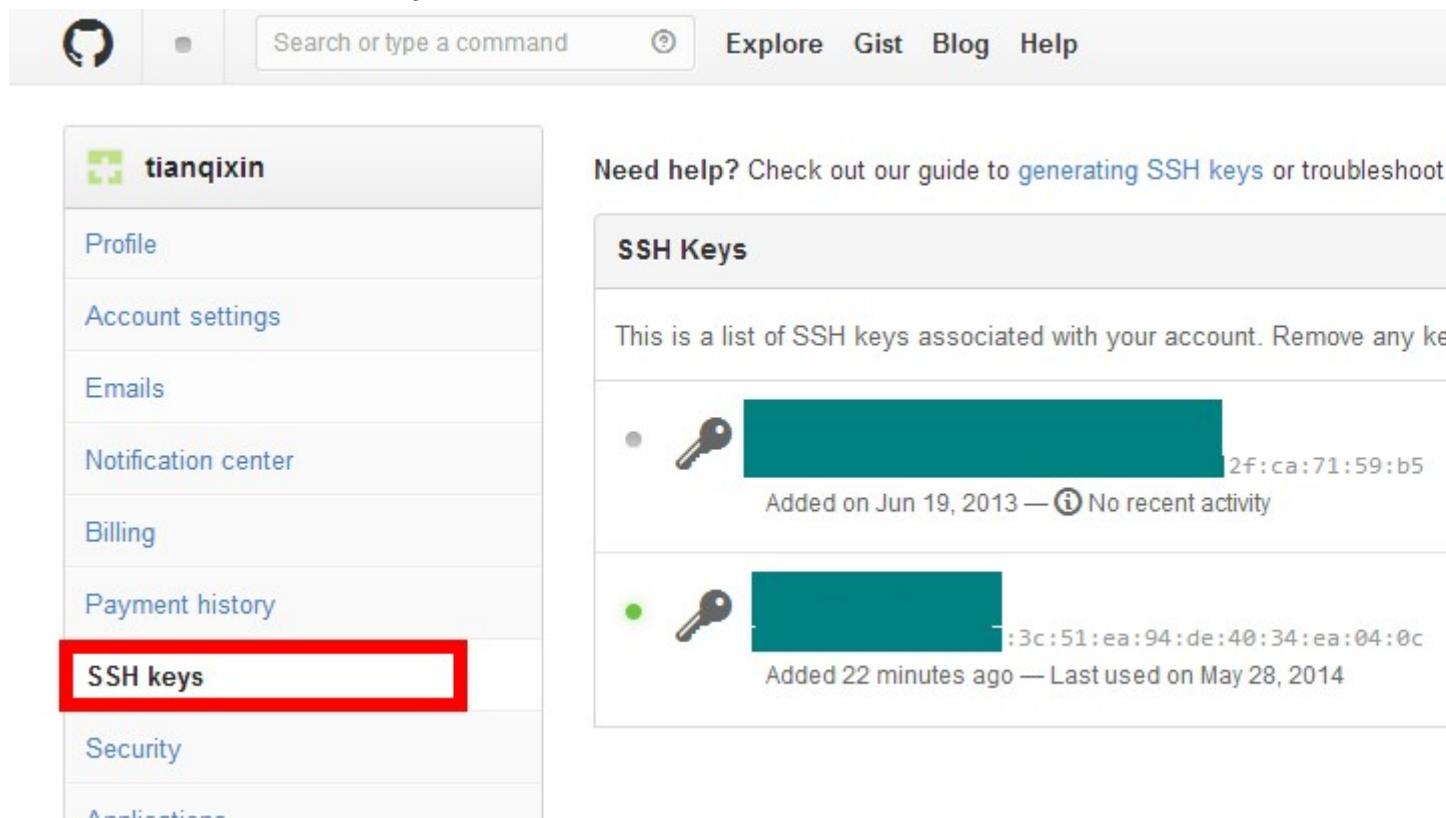 Search or type a command
Explore Gist Blog Help
tianqixin
Profile
Account settings
Emails
Notification center
Billing
Payment history
SSH keys
Security
Applications
Need help? Check out our guide to generating SSH keys or troubleshoot
SSH Keys
This is a list of SSH keys associated with your account. Remove any ke
2f:ca:71:59:b5
Added on Jun 19, 2013 — No recent activity
:3c:51:ea:94:de:40:34:ea:04:0c
Added 22 minutes ago — Last used on May 28, 2014